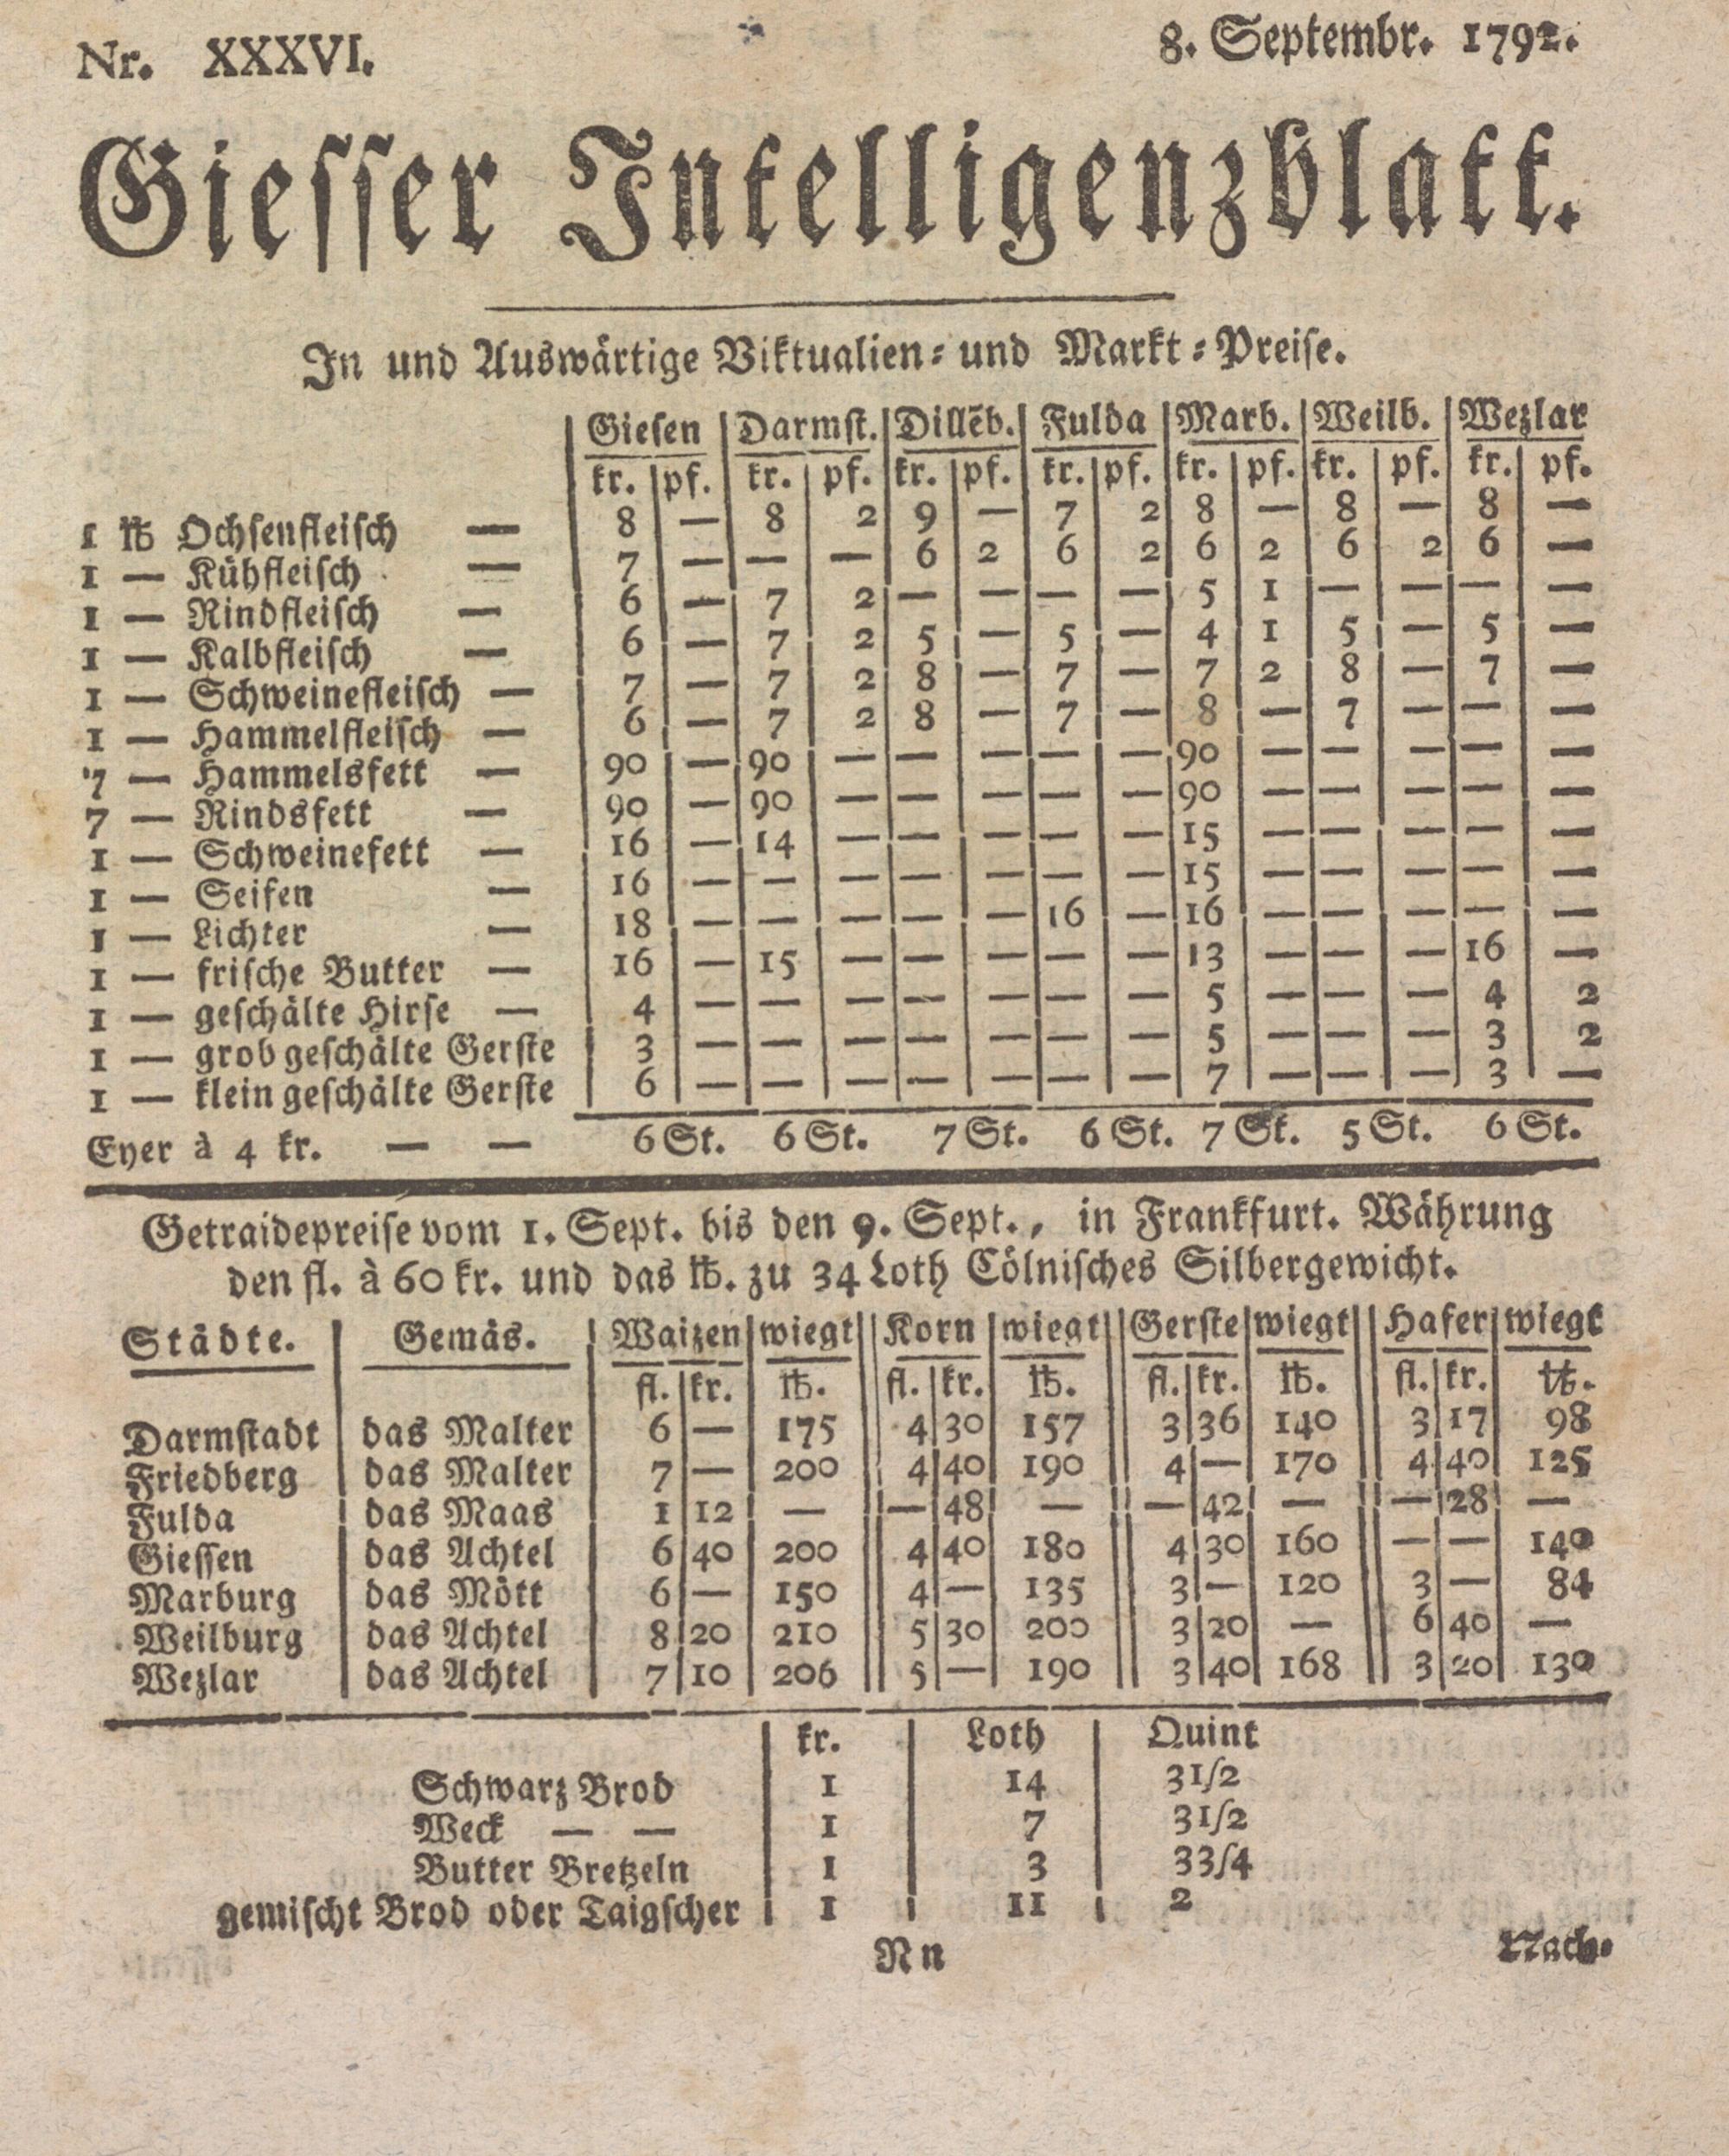 Nr. XXXVI. 8. Septembr. 1792.
Giesser Intelligenzblatt.
In und Auswärtige Viktualien- und Markt-Preise.
Giesen Darmst. Dillēb. Fulda Marb. Weilb. Wezlar
kr. pf. kr. pf. kr. pf. kr. pf. kr. pf. kr. pf. kr. pf.
1 ℔ Ochsenfleisch — 8 — 8 2 9 — 7 2 8 — 8 — 8 —
1 — Kühfleisch — 7 — — — 6 2 6 2 6 2 6 2 6 —
1 — Rindfleisch — 6 — 7 2 — — — — 5 1 — — — —
1 — Kalbfleisch — 6 — 7 2 5 — 5 — 4 1 5 — 5 —
1 — Schweinefleisch — 7 — 7 2 8 — 7 — 7 2 8 — 7 —
1 — Hammelfleisch — 6 — 7 2 8 — 7 — 8 — 7 — — —
7 — Hammelsfett — 90 — 90 — — — — — 90 — — — — —
7 — Rindsfett — 90 — 90 — — — — — 90 — — — — —
1 — Schweinefett — 16 — 14 — — — — — 15 — — — — —
1 — Seifen — 16 — — — — — — — 15 — — — — —
1 — Lichter — 18 — — — — — 16 — 16 — — — — —
1 — frische Butter — 16 — 15 — — — — — 13 — — — 16 —
1 — geschälte Hirse — 4 — — — — — — — 5 — — — 4 2
1 — grob geschälte Gerste 3 — — — — — — — 5 — — — 3 2
1 — klein geschälte Gerste 6 — — — — — — — 7 — — — 3 —
Eyer à 4 kr. — — 6 St. 6 St. 7 St. 6 St. 7 St. 5 St. 6 St.
Getraidepreise vom 1. Sept. bis den 9. Sept., in Frankfurt. Währung
den fl. à 60 kr. und das ℔. zu 34 Loth Cölnisches Silbergewicht.
Städte. Gemäs. Waizen wiegt Korn wiegt Gerste wiegt Hafer wiegt
fl. kr. ℔. fl. kr. ℔. fl. kr. ℔. fl. kr. ℔.
Darmstadt das Malter 6 — 175 4 30 157 3 36 140 3 17 98
Friedberg das Malter 7 — 200 4 40 190 4 — 170 4 40 125
Fulda das Maas 1 12 — — 48 — — 42 — — 28 —
Giessen das Achtel 6 40 200 4 40 180 4 30 160 — — 140
Marburg das Mött 6 — 150 4 — 135 3 — 120 3 — 84
Weilburg das Achtel 8 20 210 5 30 200 3 20 — 6 40 —
Wezlar das Achtel 7 10 206 5 — 190 3 40 168 3 20 130
kr. Loth Quint
Schwarz Brod 1 14 3 1/2
Weck — — 1 7 3 1/2
Butter Bretzeln 1 3 3 3/4
gemischt Brod oder Taigscher 1 11 2
Nn Nach-